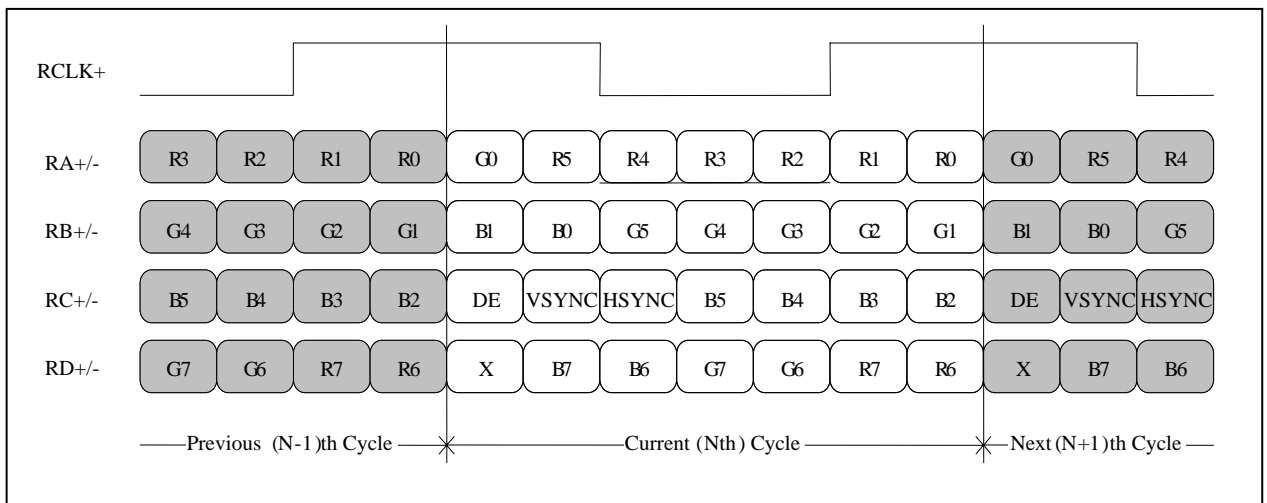 RCLK+
RA+/- R3 R2 R1 R0 G0 R5 R4 R3 R2 R1 R0 G0 R5 R4
RB+/- G4 G3 G2 G1 B1 B0 G5 G4 G3 G2 G1 B1 B0 G5
RC+/- B5 B4 B3 B2 DE VSYNC HSYNC B5 B4 B3 B2 DE VSYNC HSYNC
RD+/- G7 G6 R7 R6 X B7 B6 G7 G6 R7 R6 X B7 B6
Previous (N-1)th Cycle Current (Nth) Cycle Next (N+1)th Cycle